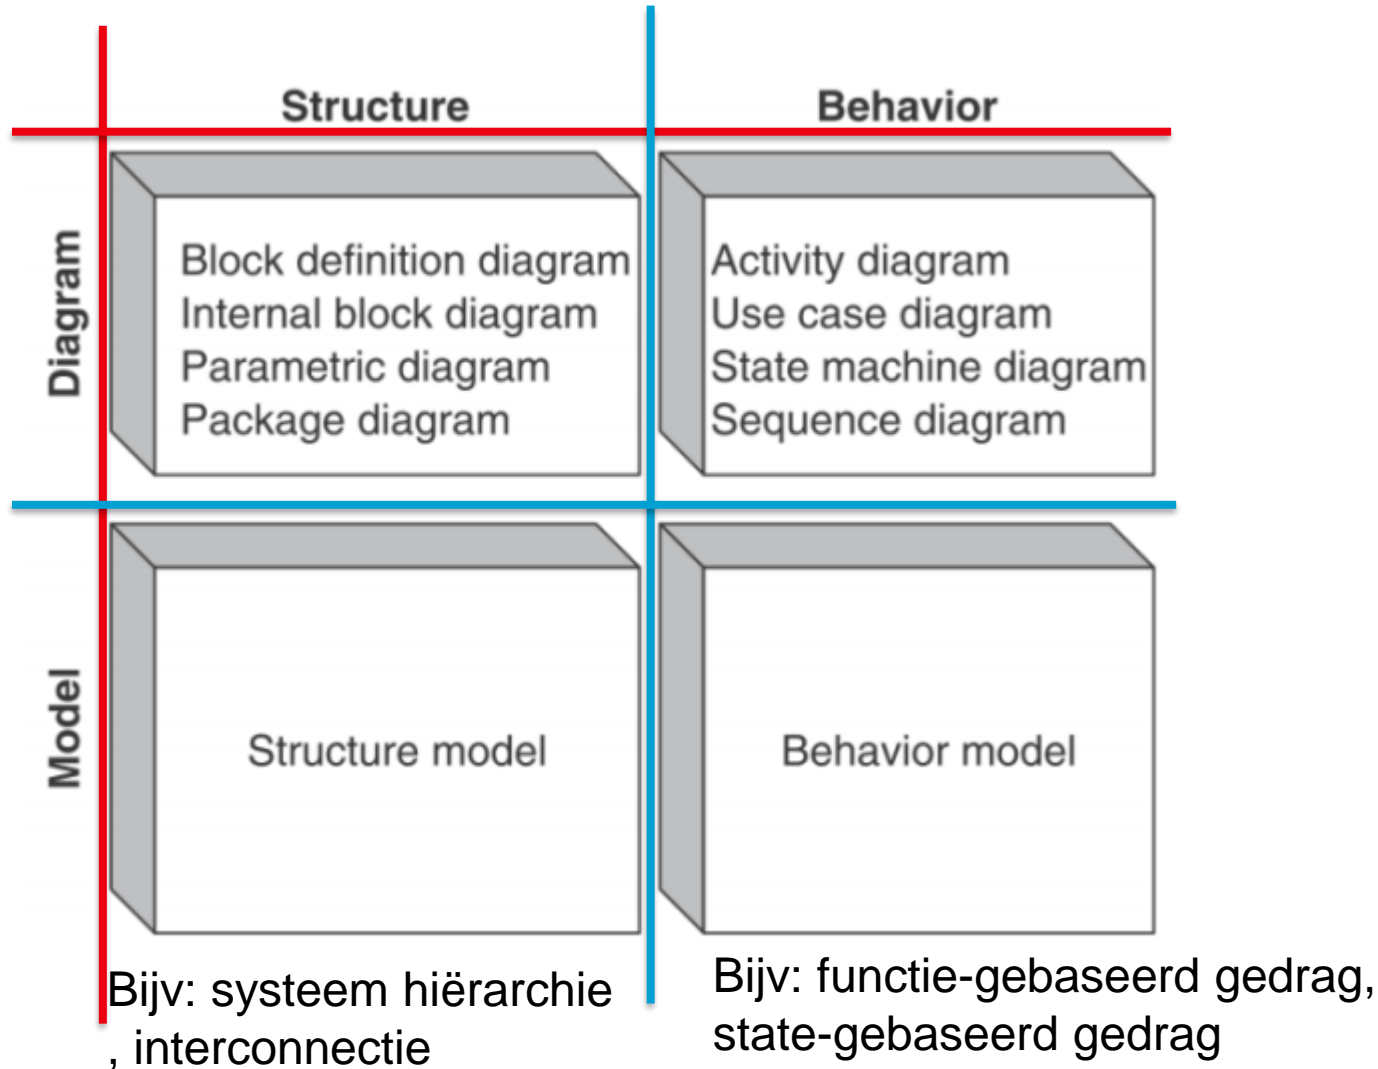 Structure
Behavior
Diagram
Block definition diagram
Internal block diagram
Parametric diagram
Package diagram
Activity diagram
Use case diagram
State machine diagram
Sequence diagram
Model
Structure model
Behavior model
Bijv: systeem hiërarchie
, interconnectie
Bijv: functie-gebaseerd gedrag,
state-gebaseerd gedrag